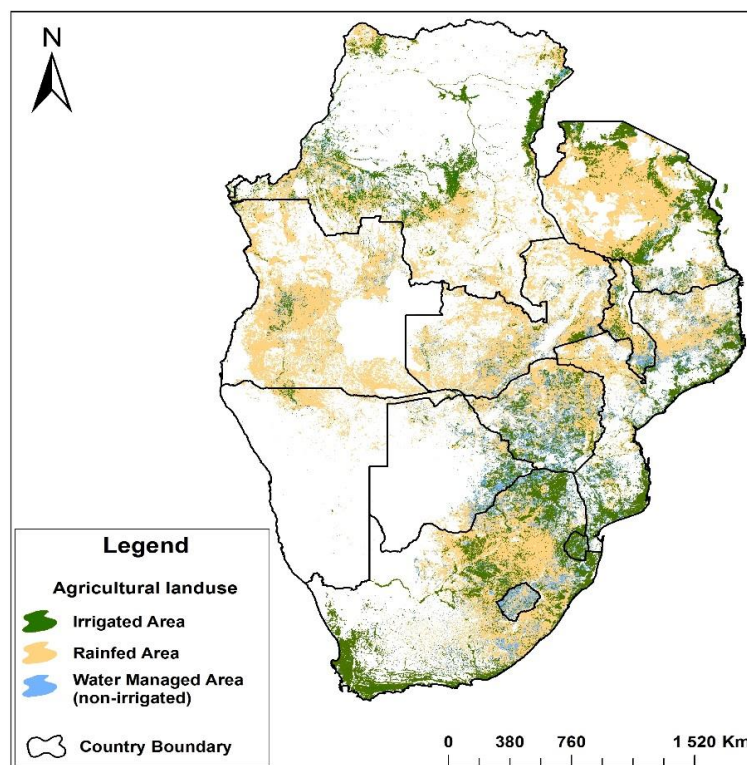 N
Legend
Agricultural landuse
Irrigated Area
Rainfed Area
Water Managed Area
(non-irrigated)
Country Boundary
0 380 760 1 520 Km